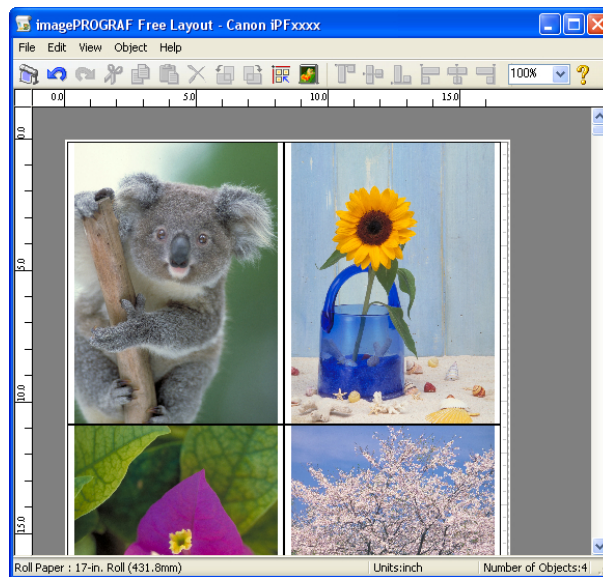 imagePROGRAF Free Layout - Canon iPFxxxx
File Edit View Object Help
100%
0.0 5.0 10.0 15.0
0.0
5.0
10.0
15.0
Roll Paper : 17-in. Roll (431.8mm) Units:inch Number of Objects:4